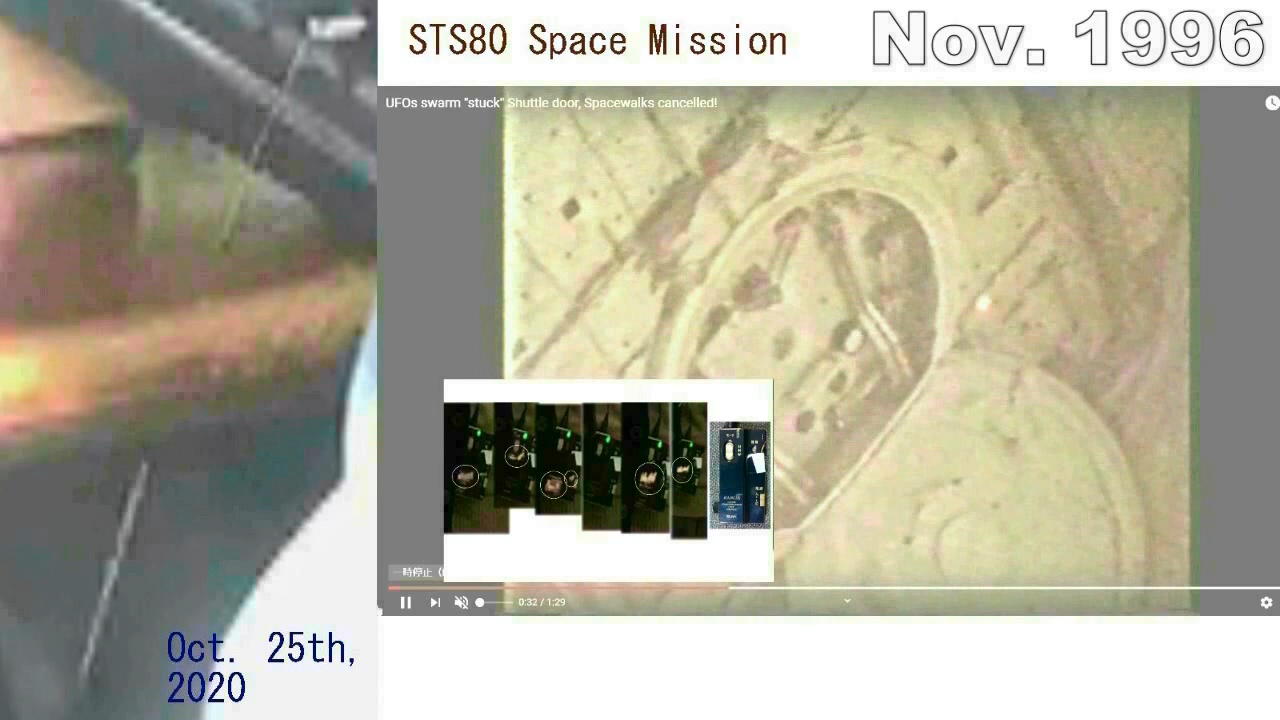 STS80 Space Mission
Nov. 1996
UFOs swarm "stuck" Shuttle door, Spacewalks cancelled!
一時停止 (
0:32 / 1:29
Oct. 25th,
2020